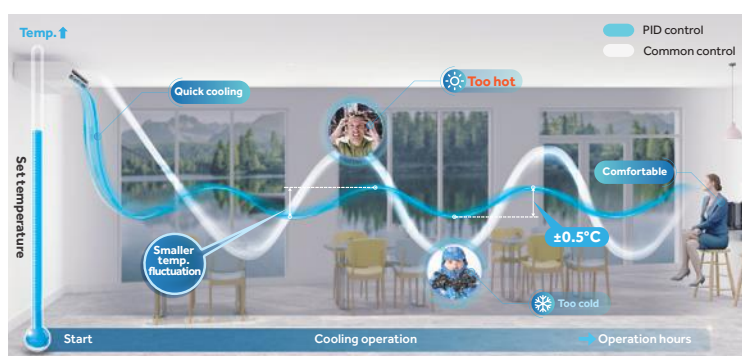 Temp.
PID control
Common control
Quick cooling
Too hot
Set temperature
Comfortable
±0.5°C
Smaller
temp.
fluctuation
Too cold
Start
Cooling operation
Operation hours